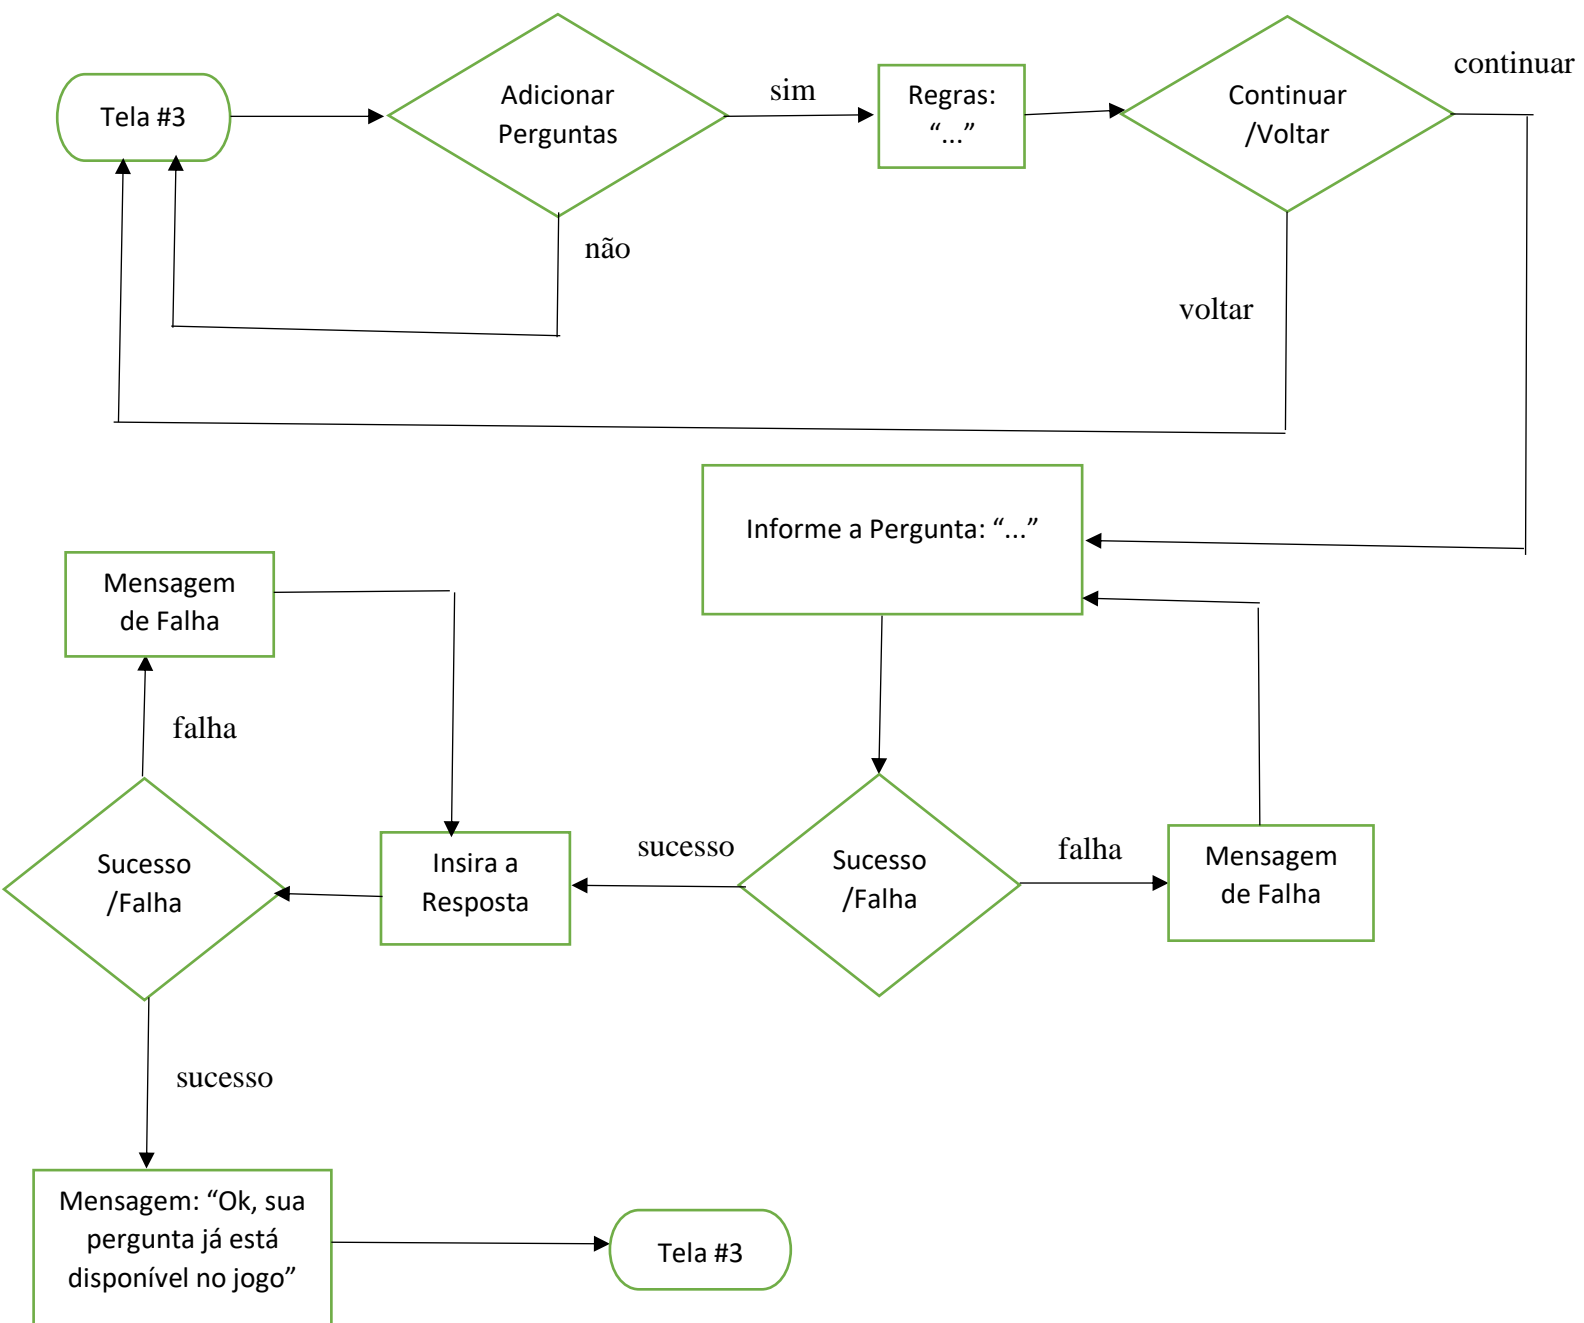 Tela #3
Adicionar
Perguntas
sim
Regras:
“...”
Continuar
/Voltar
continuar
não
voltar
Informe a Pergunta: “...”
Mensagem
de Falha
falha
Sucesso
/Falha
Insira a
Resposta
sucesso
Sucesso
/Falha
falha
Mensagem
de Falha
sucesso
Mensagem: “Ok, sua
pergunta já está
disponível no jogo”
Tela #3